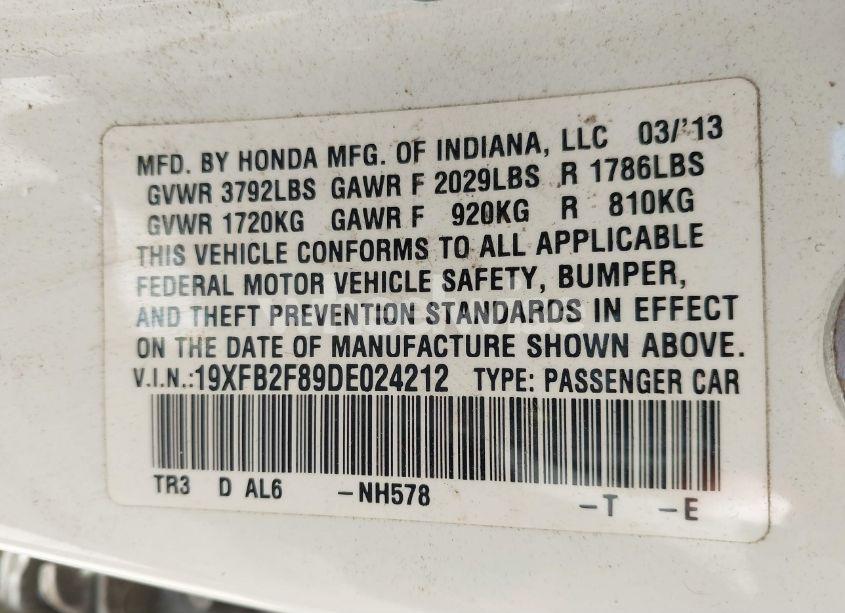 MFD. BY HONDA MFG. OF INDIANA, LLC 03/'13
GVWR 3792LBS GAWR F 2029LBS R 1786LBS
GVWR 1720KG GAWR F 920KG R 810KG
THIS VEHICLE CONFORMS TO ALL APPLICABLE
FEDERAL MOTOR VEHICLE SAFETY, BUMPER,
AND THEFT PREVENTION STANDARDS IN EFFECT
ON THE DATE OF MANUFACTURE SHOWN ABOVE.
V.I.N.:19XFB2F89DE024212 TYPE: PASSENGER CAR
TR3 D AL6 -NH578 -T -E